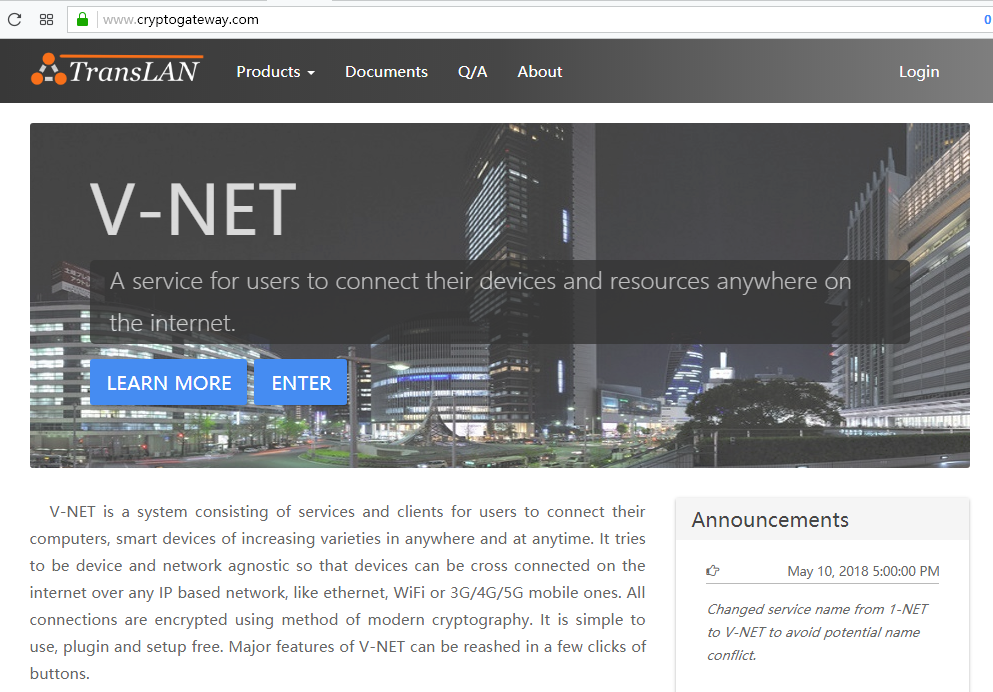 www.cryptogateway.com
0
TransLAN
Products
Documents
Q/A
About
Login
V-NET
A service for users to connect their devices and resources anywhere on
the internet.
LEARN MORE
ENTER
V-NET is a system consisting of services and clients for users to connect their
computers, smart devices of increasing varieties in anywhere and at anytime. It tries
to be device and network agnostic so that devices can be cross connected on the
internet over any IP based network, like ethernet, WiFi or 3G/4G/5G mobile ones. All
connections are encrypted using method of modern cryptography. It is simple to
use, plugin and setup free. Major features of V-NET can be reashed in a few clicks of
buttons.
Announcements
May 10, 2018 5:00:00 PM
Changed service name from 1-NET
to V-NET to avoid potential name
conflict.